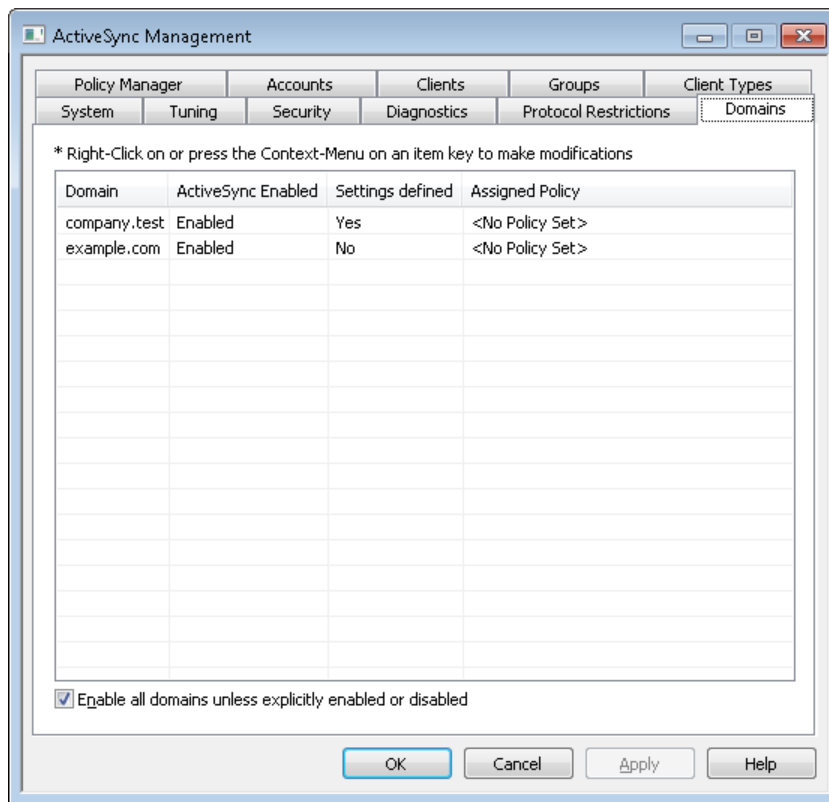 ActiveSync Management
Policy Manager Accounts Clients Groups Client Types
System Tuning Security Diagnostics Protocol Restrictions Domains
* Right-Click on or press the Context-Menu on an item key to make modifications
Domain ActiveSync Enabled Settings defined Assigned Policy
company.test Enabled Yes <No Policy Set>
example.com Enabled No <No Policy Set>
Enable all domains unless explicitly enabled or disabled
OK Cancel Apply Help